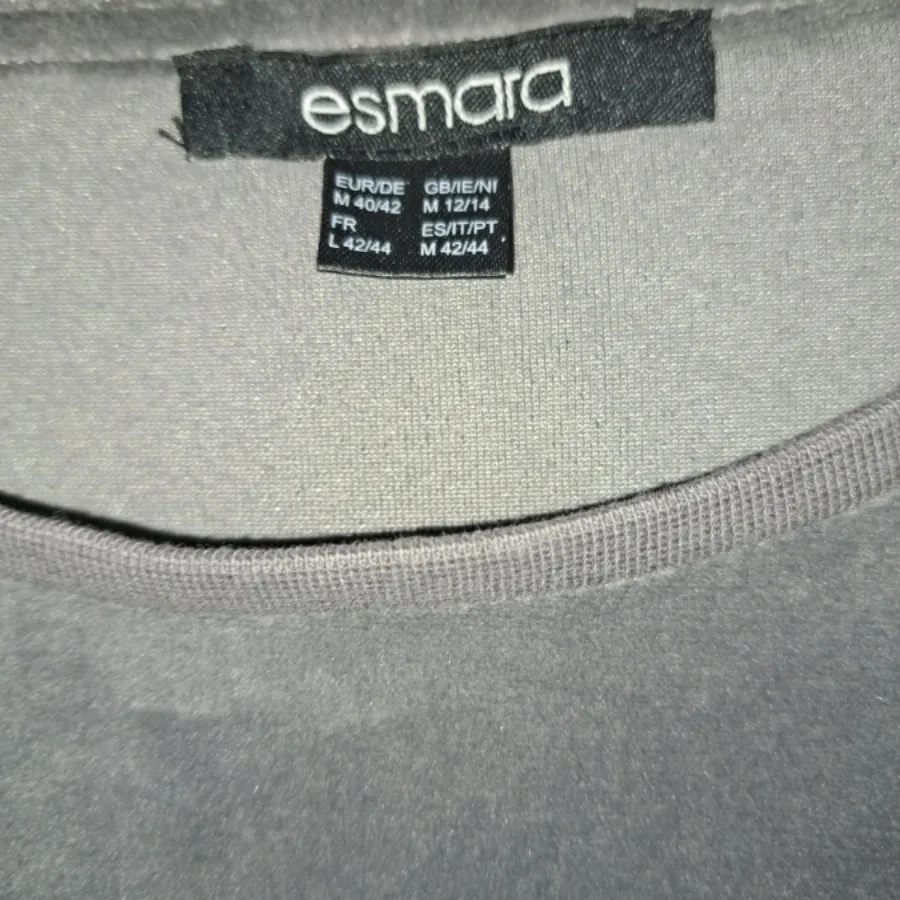 esmara
EUR/DE GB/IE/NI
M 40/42 M 12/14
FR ES/IT/PT
L 42/44 M 42/44